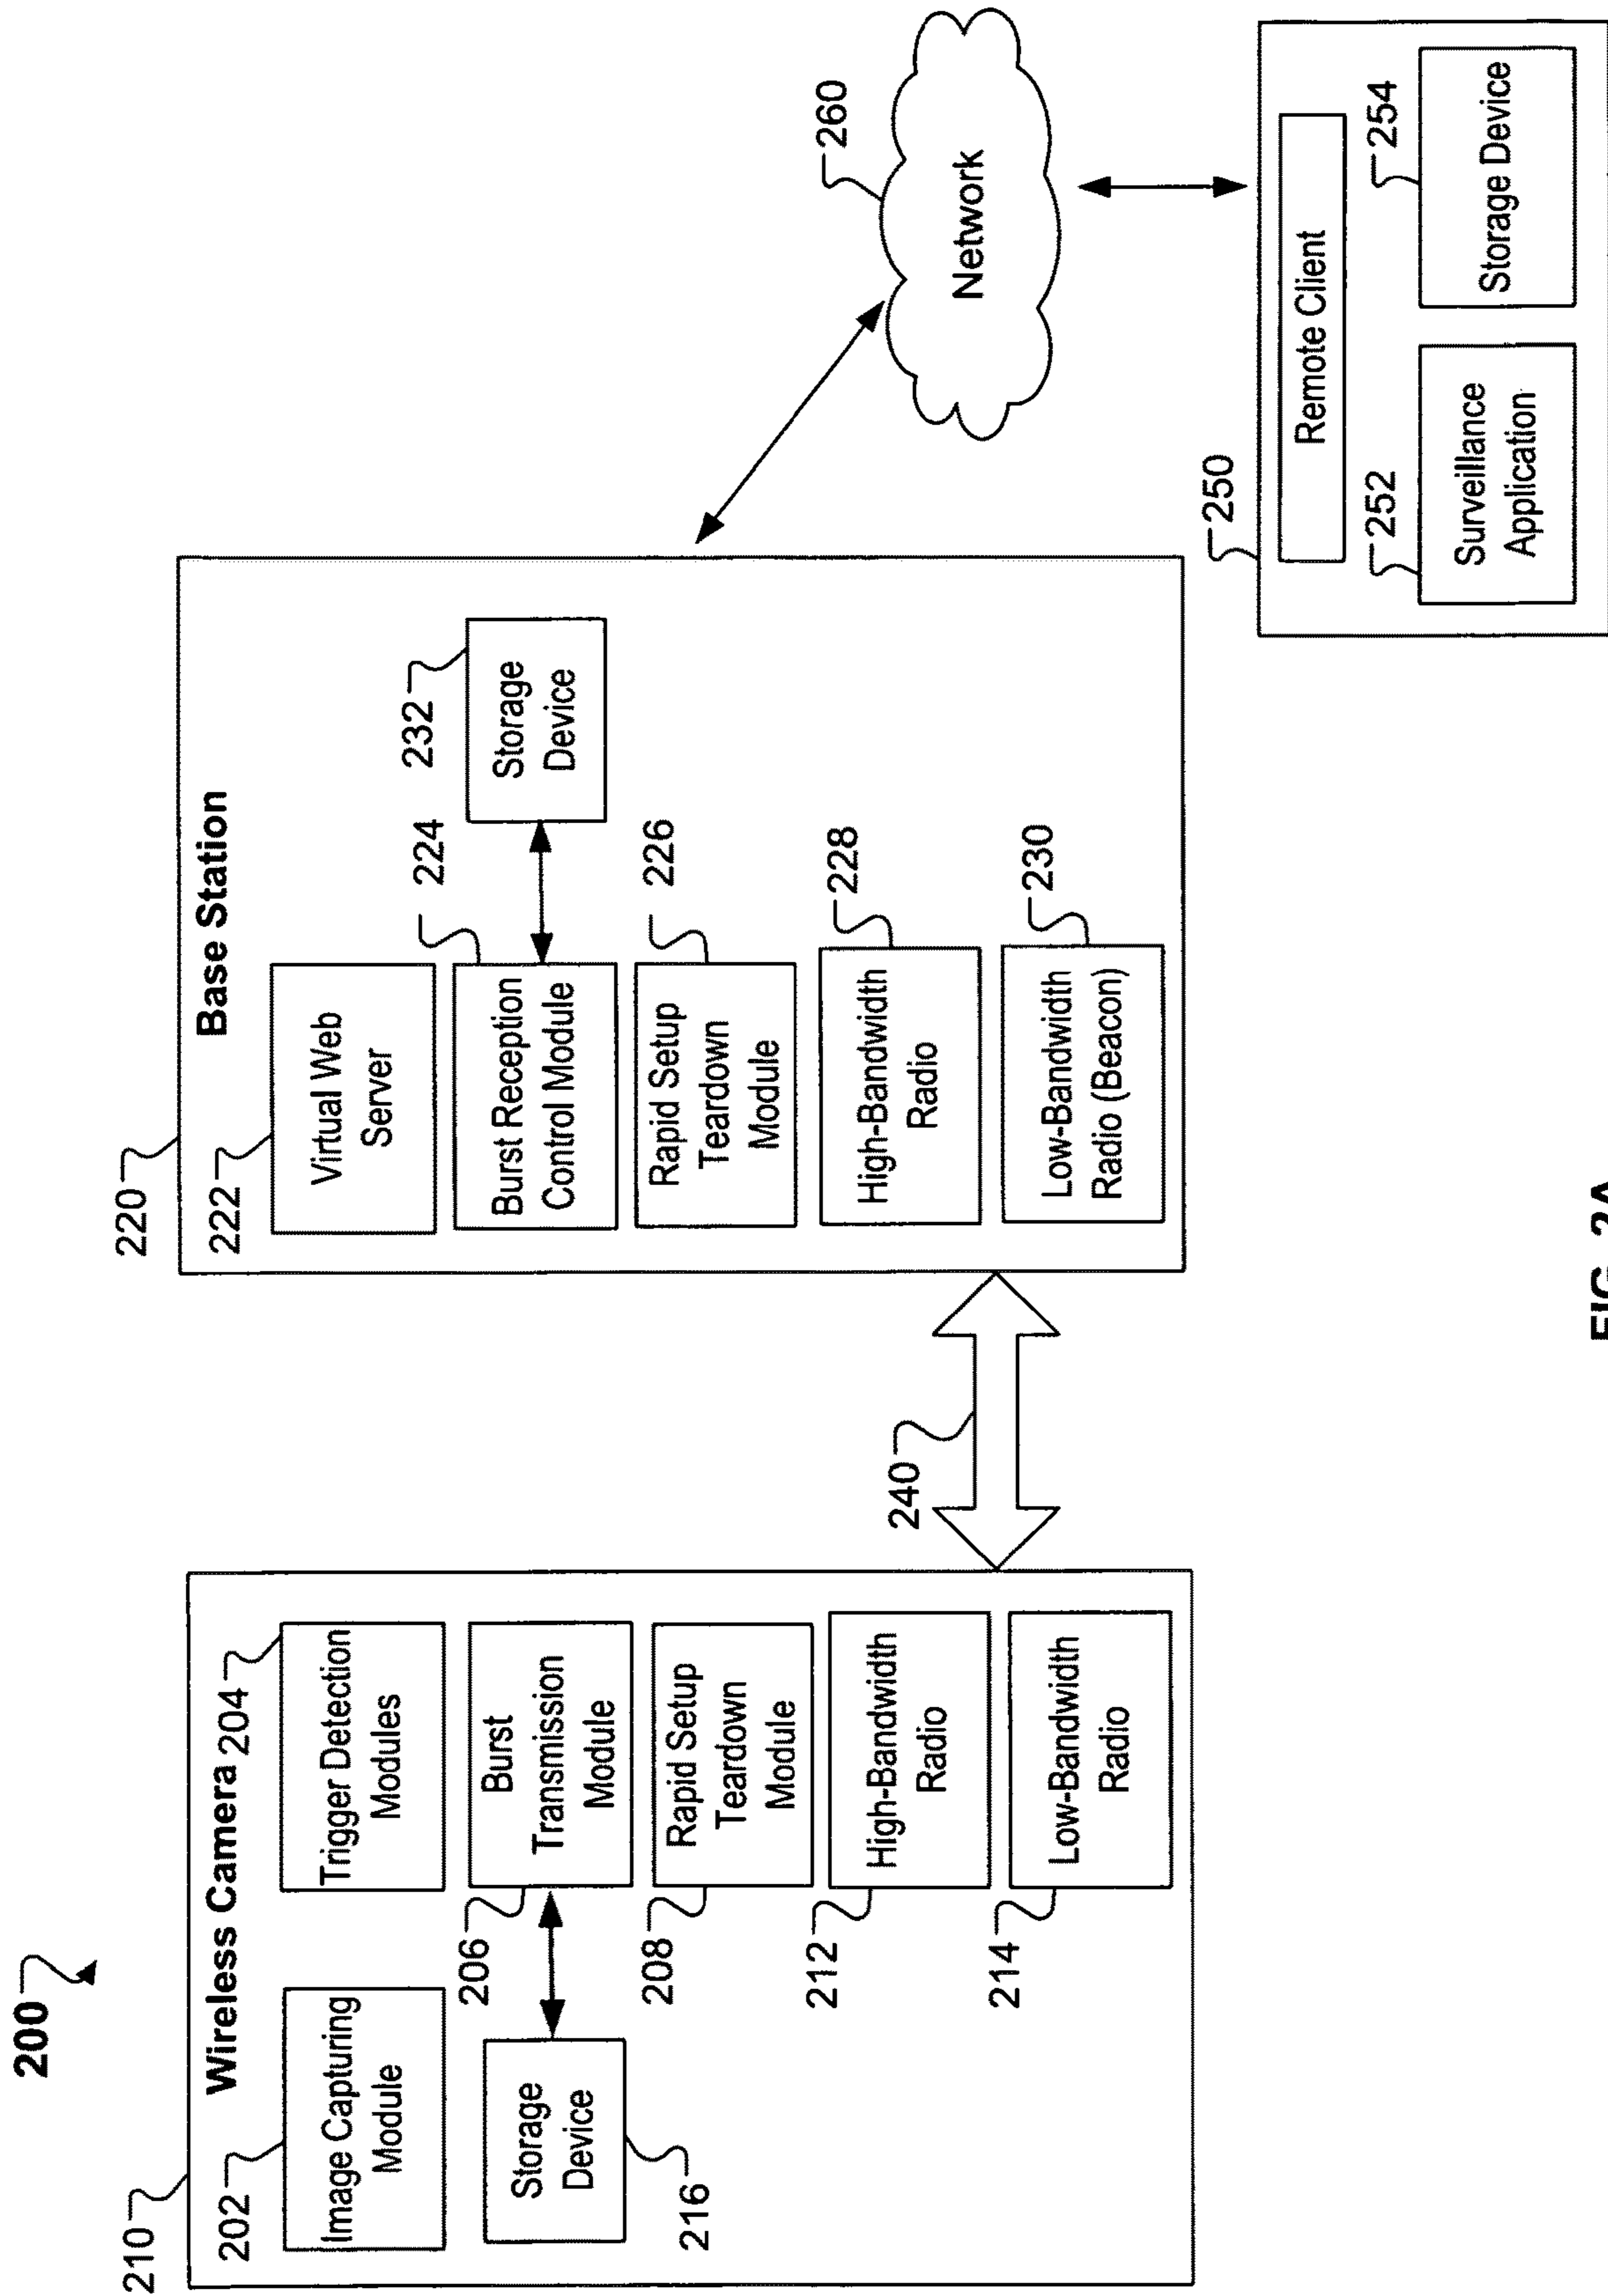 200
210
Wireless Camera
202
Image Capturing
Module
204
Trigger Detection
Modules
216
Storage
Device
206
Burst
Transmission
Module
208
Rapid Setup
Teardown
Module
212
High-Bandwidth
Radio
214
Low-Bandwidth
Radio
240
220
Base Station
222
Virtual Web
Server
224
Burst Reception
Control Module
232
Storage
Device
226
Rapid Setup
Teardown
Module
228
High-Bandwidth
Radio
230
Low-Bandwidth
Radio (Beacon)
260
Network
250
Remote Client
252
Surveillance
Application
254
Storage Device
FIG. 2A